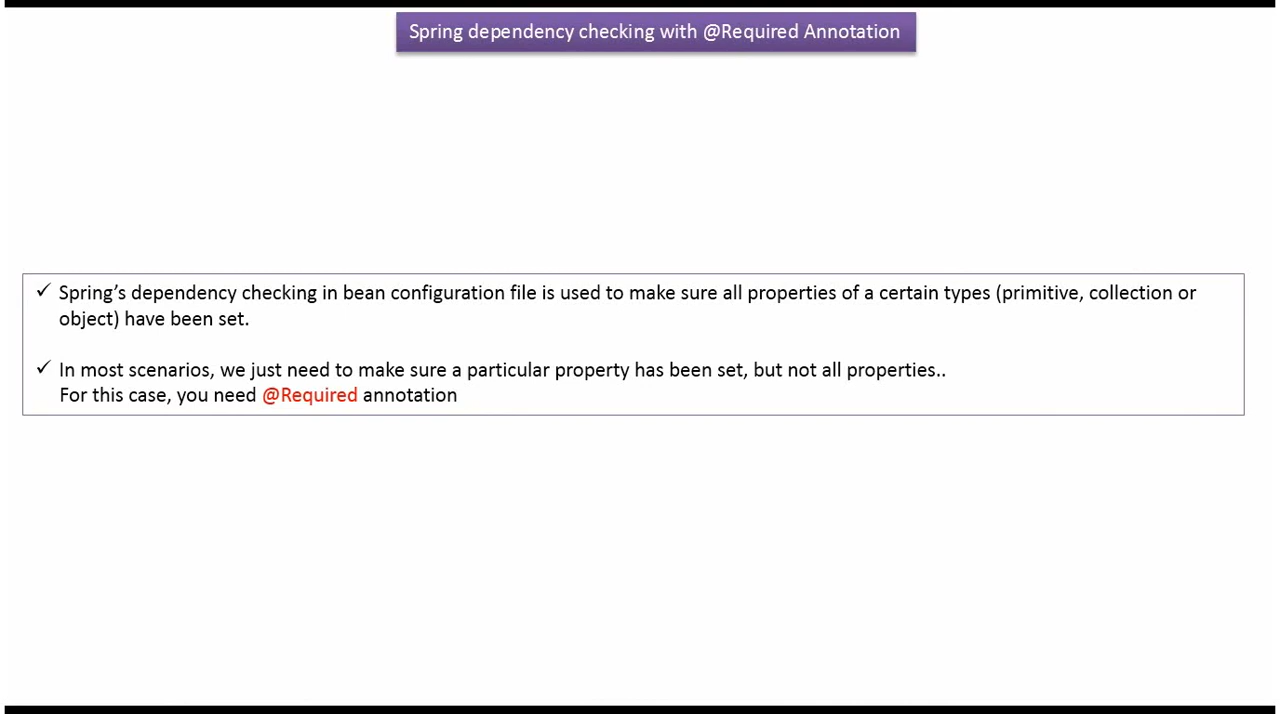 Spring dependency checking with @Required Annotation
✓ Spring’s dependency checking in bean configuration file is used to make sure all properties of a certain types (primitive, collection or
object) have been set.
✓ In most scenarios, we just need to make sure a particular property has been set, but not all properties..
For this case, you need @Required annotation